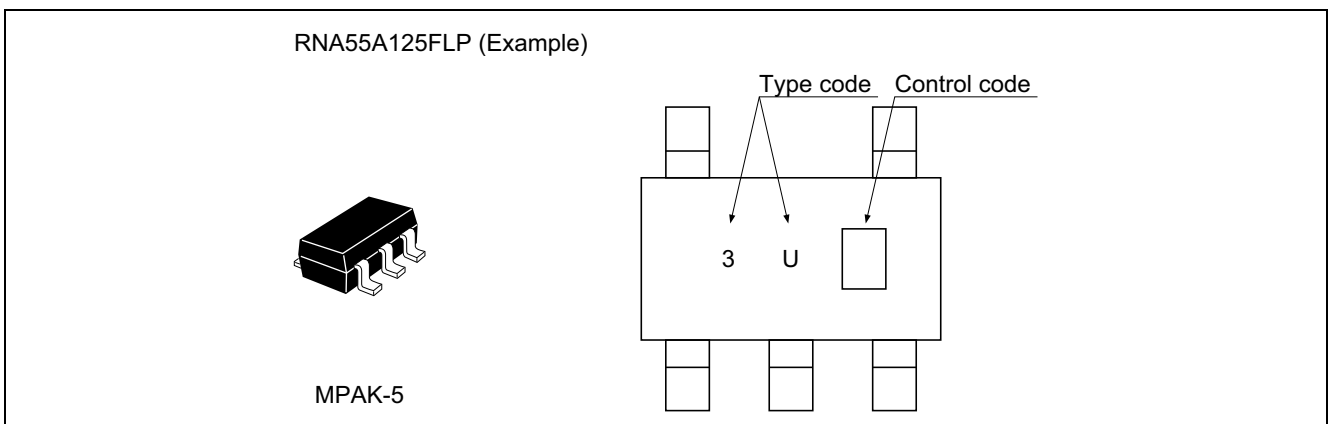 RNA55A125FLP (Example)
Type code Control code
3 U
MPAK-5